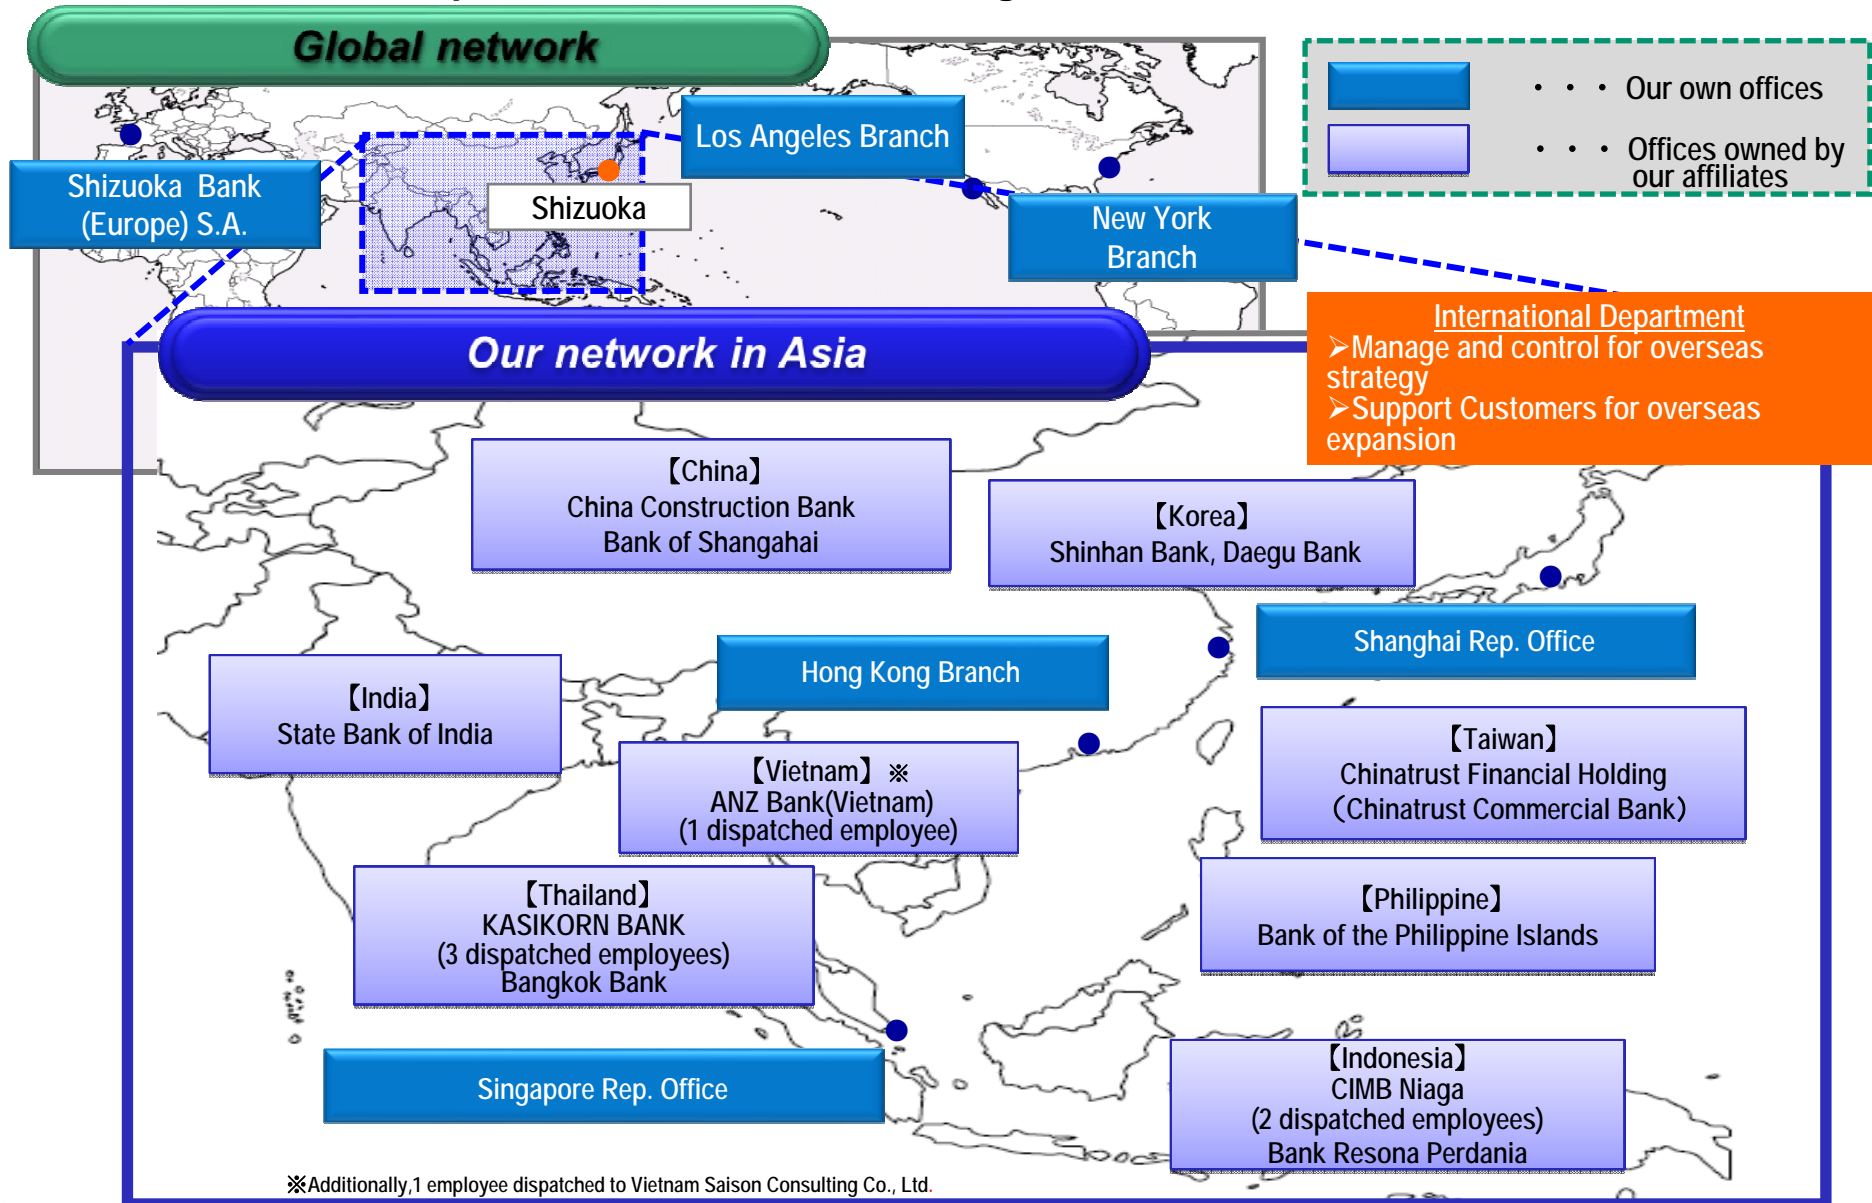 Global network
Our own offices
Offices owned by
our affiliates
Los Angeles Branch
Shizuoka Bank
(Europe) S.A.
Shizuoka
New York
Branch
International Department
➢Manage and control for overseas
strategy
➢Support Customers for overseas
expansion
Our network in Asia
【China】
China Construction Bank
Bank of Shangahai
【Korea】
Shinhan Bank, Daegu Bank
Shanghai Rep. Office
Hong Kong Branch
【India】
State Bank of India
【Vietnam】※
ANZ Bank(Vietnam)
(1 dispatched employee)
【Taiwan】
Chinatrust Financial Holding
（Chinatrust Commercial Bank）
【Thailand】
KASIKORN BANK
(3 dispatched employees)
Bangkok Bank
【Philippine】
Bank of the Philippine Islands
Singapore Rep. Office
【Indonesia】
CIMB Niaga
(2 dispatched employees)
Bank Resona Perdania
※Additionally,1 employee dispatched to Vietnam Saison Consulting Co., Ltd.